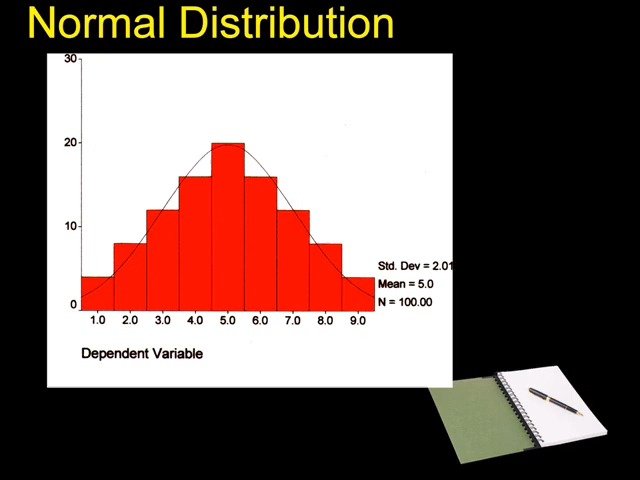 Normal Distribution
30
20
10
0
1.0 2.0 3.0 4.0 5.0 6.0 7.0 8.0 9.0
Std. Dev = 2.01
Mean = 5.0
N = 100.00
Dependent Variable